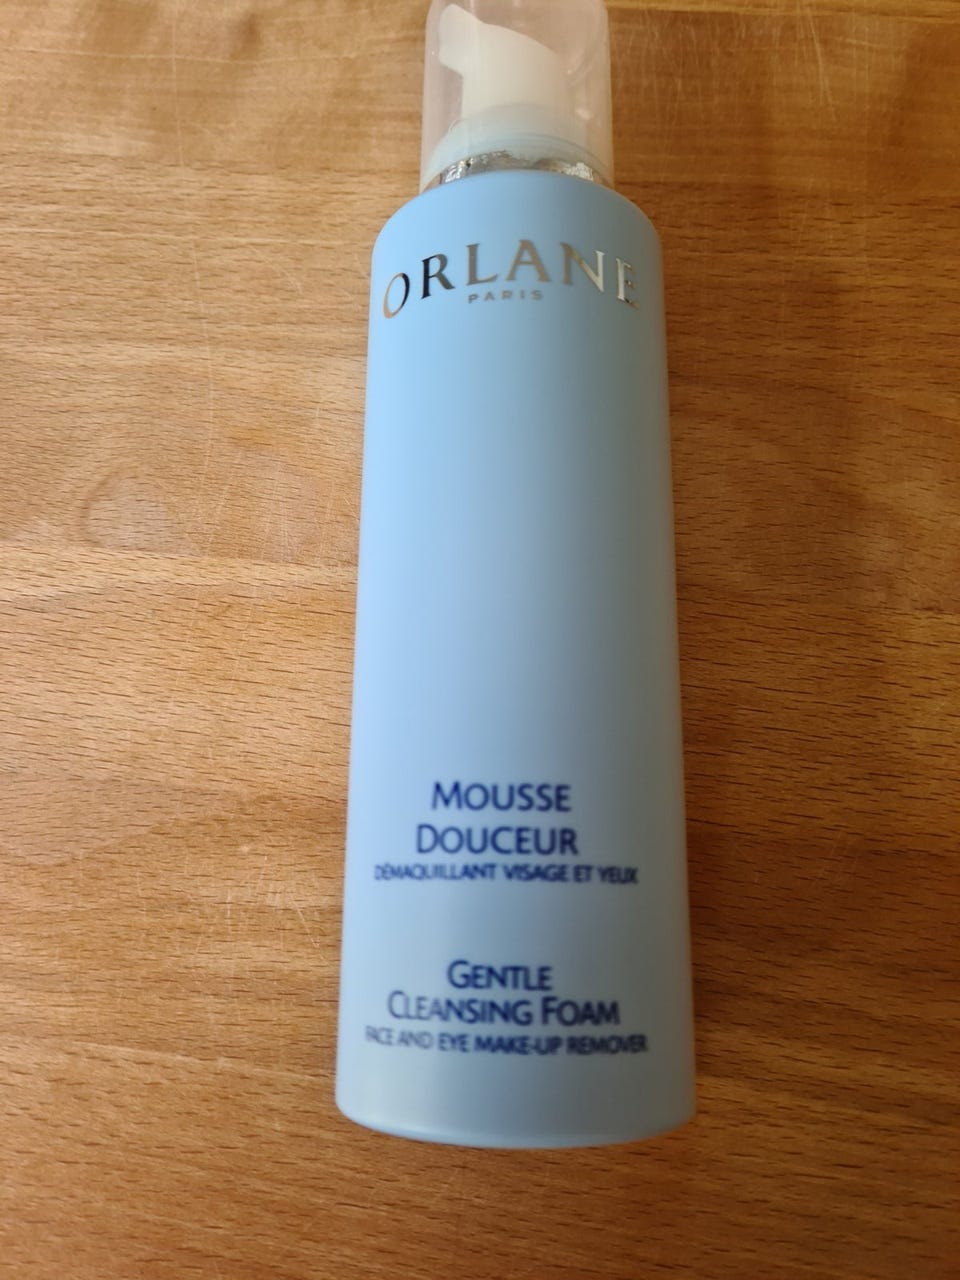 ORLANE
PARIS
MOUSSE
DOUCEUR
DÉMAQUILLANT VISAGE ET YEUX
GENTLE
CLEANSING FOAM
FACE AND EYE MAKE-UP REMOVER